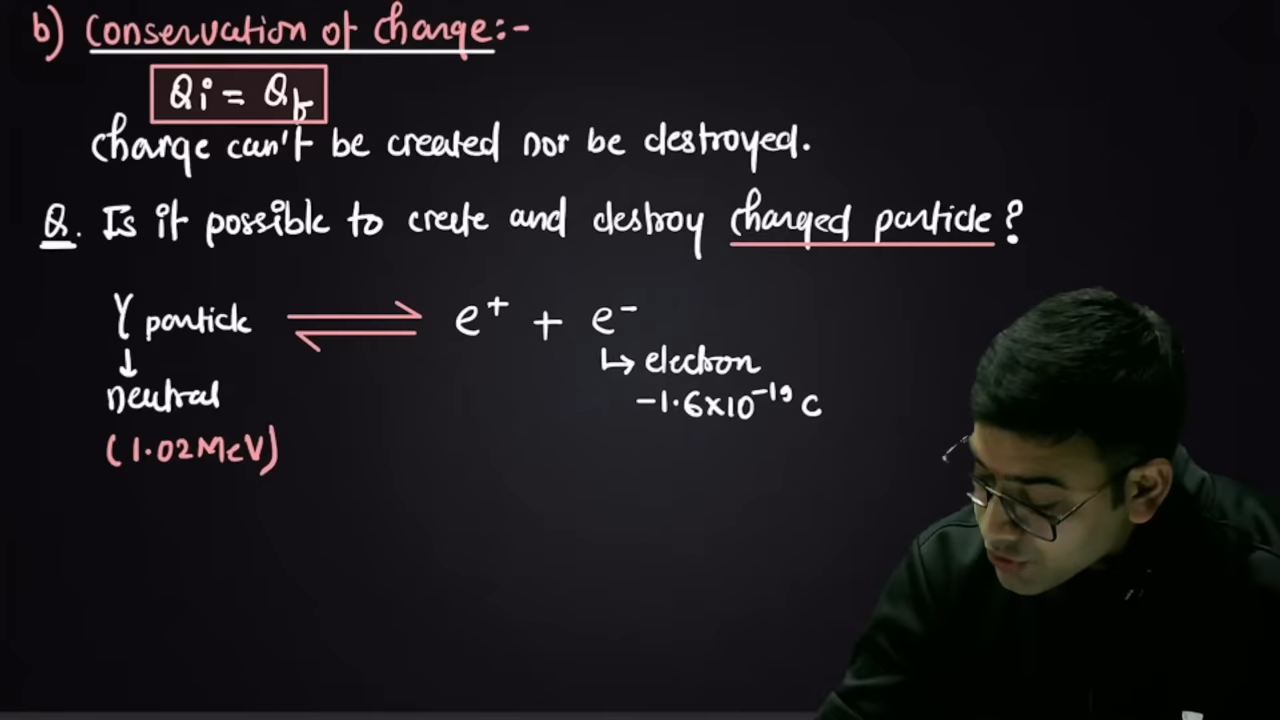 b) Conservation of charge:-
Qi = Qf
charge can't be created nor be destroyed.
Q. Is it possible to create and destroy charged particle?
γ particle ⇌ e⁺ + e⁻
↓ ↳ electron
neutral -1.6×10⁻¹⁹ C
(1.02MeV)